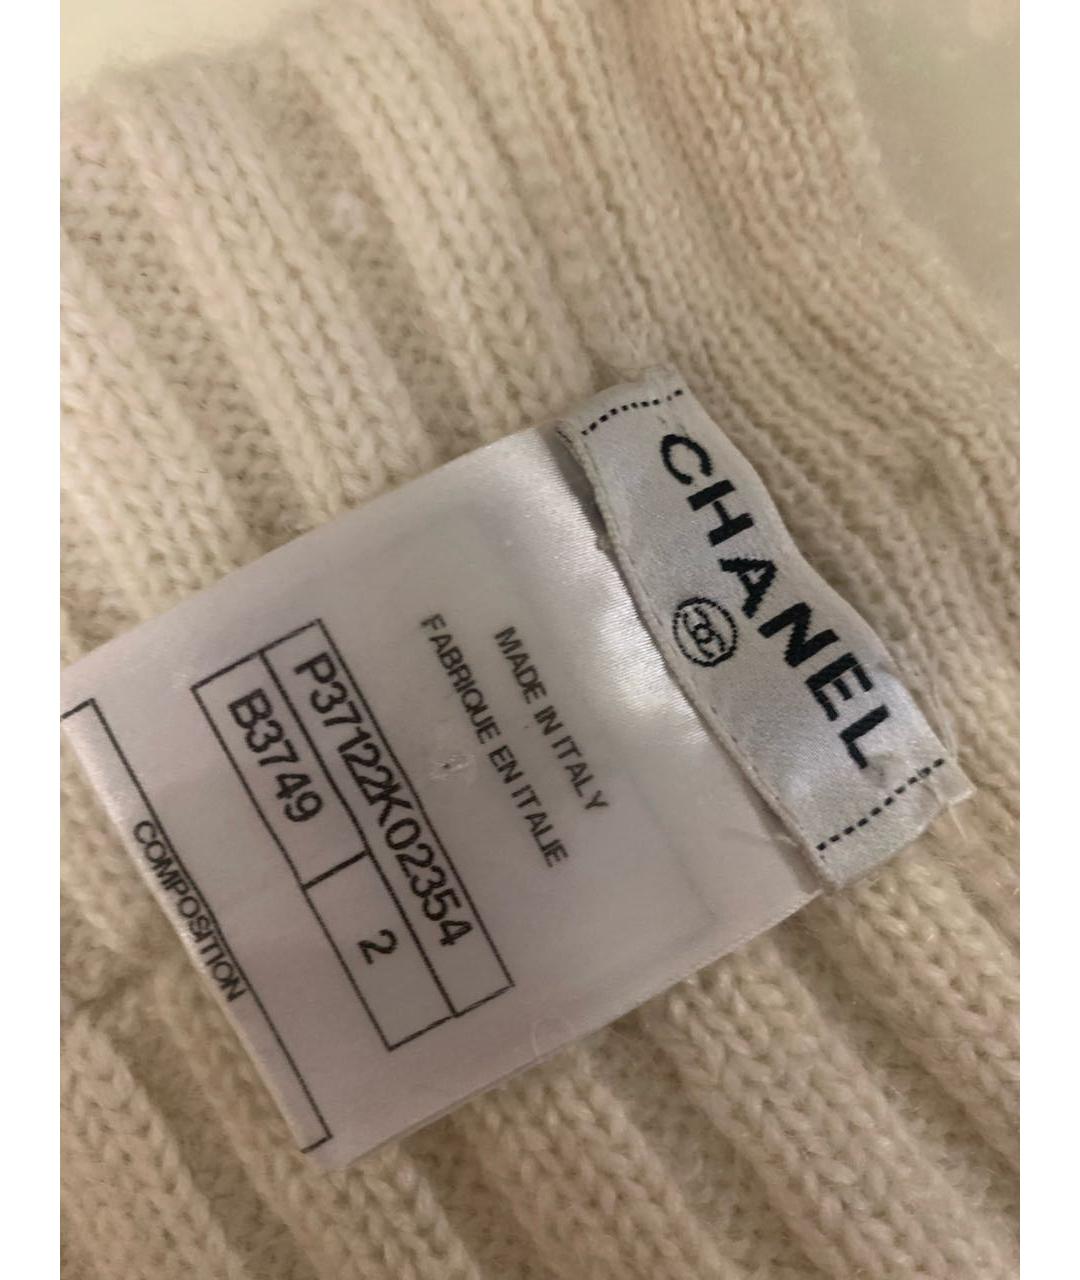 CHANEL
MADE IN ITALY
FABRIQUE EN ITALIE
P37122K02354
B3749 2
COMPOSITION